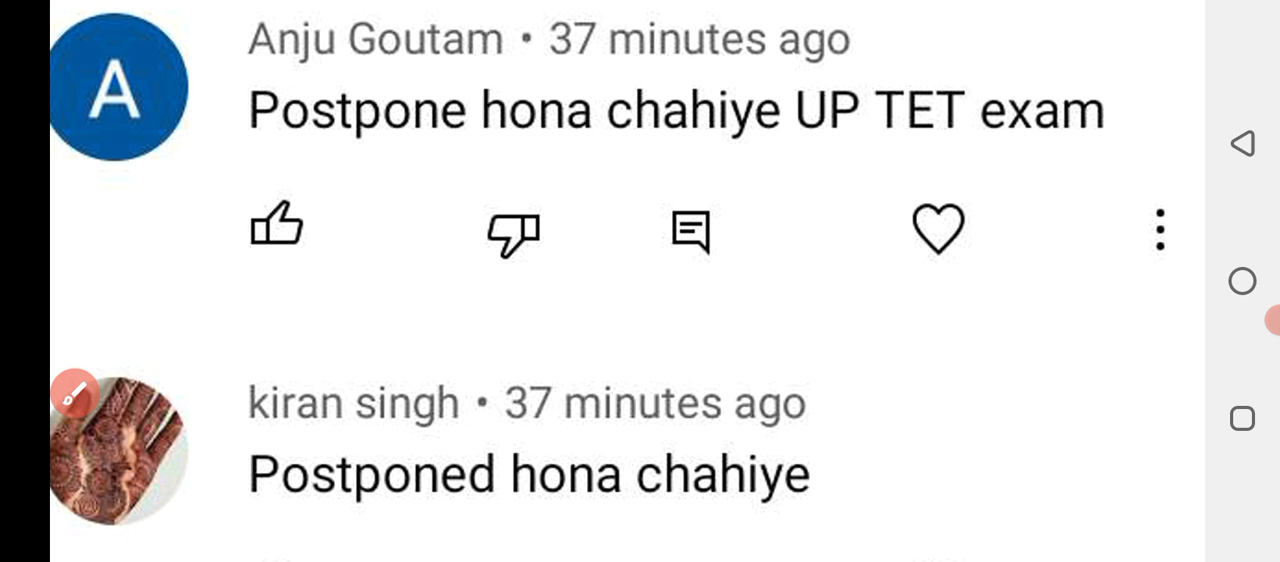 A
Anju Goutam • 37 minutes ago
Postpone hona chahiye UP TET exam
kiran singh • 37 minutes ago
Postponed hona chahiye